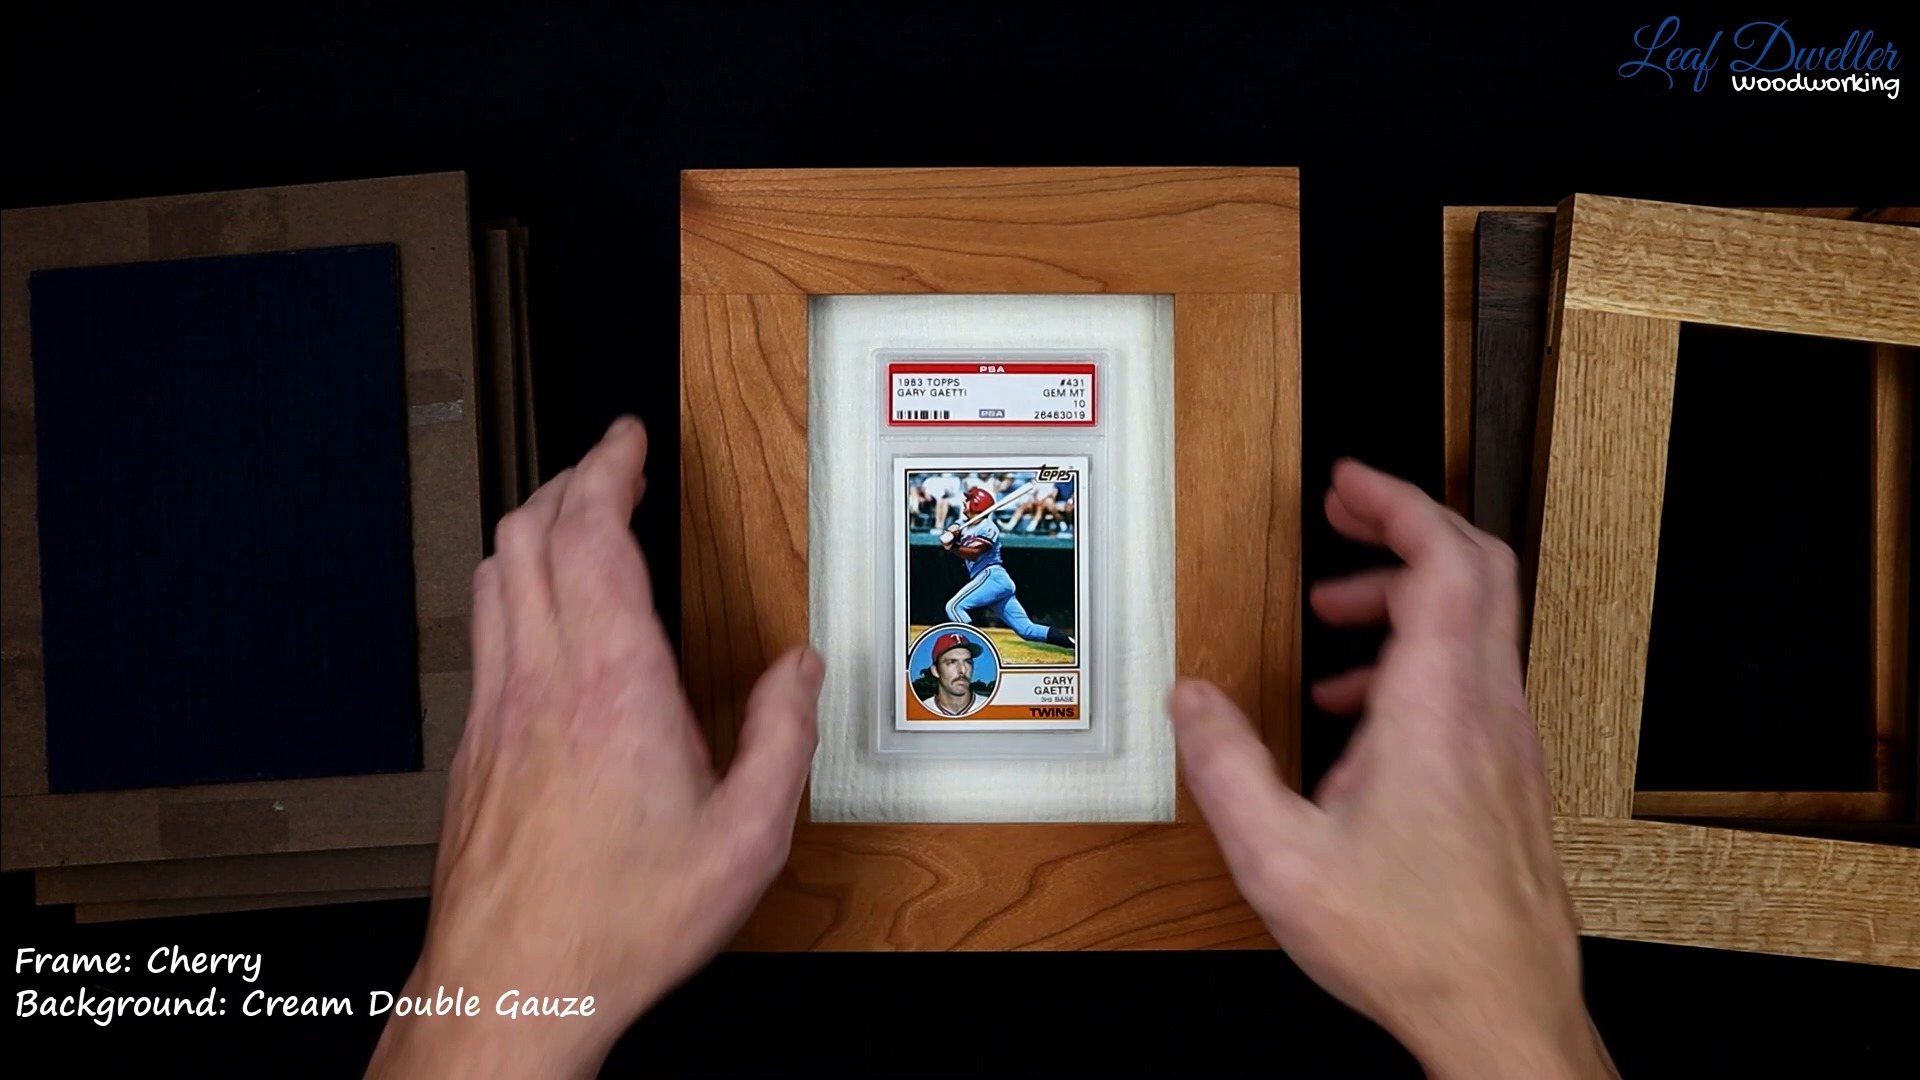 Leaf Dweller
Woodworking
PSA
1983 TOPPS #431
GARY GAETTI GEM MT
10
PSA 26483019
Topps
GARY
GAETTI
3rd BASE
TWINS
T
Frame: Cherry
Background: Cream Double Gauze